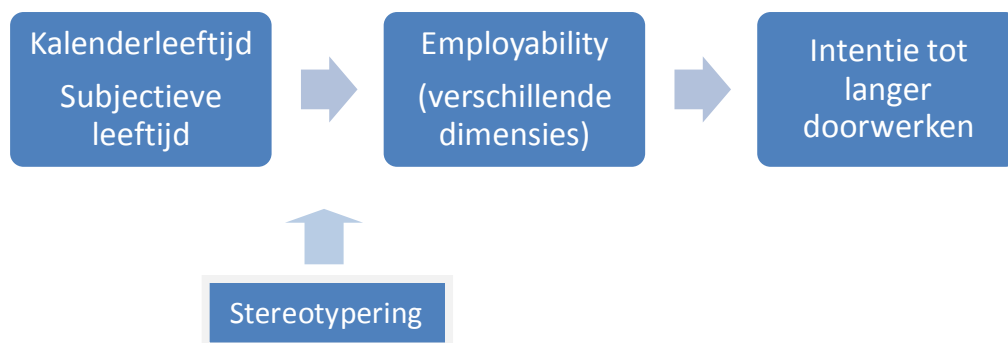 Kalenderleeftijd
Subjectieve
leeftijd
Employability
(verschillende
dimensies)
Intentie tot
langer
doorwerken
Stereotypering